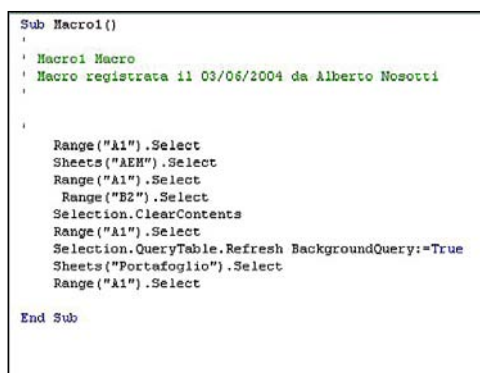 Sub Macro1()
'
' Macro1 Macro
' Macro registrata il 03/06/2004 da Alberto Nosotti
'

'
    Range("A1").Select
    Sheets("AEM").Select
    Range("A1").Select
     Range("B2").Select
    Selection.ClearContents
    Range("A1").Select
    Selection.QueryTable.Refresh BackgroundQuery:=True
    Sheets("Portafoglio").Select
    Range("A1").Select

End Sub